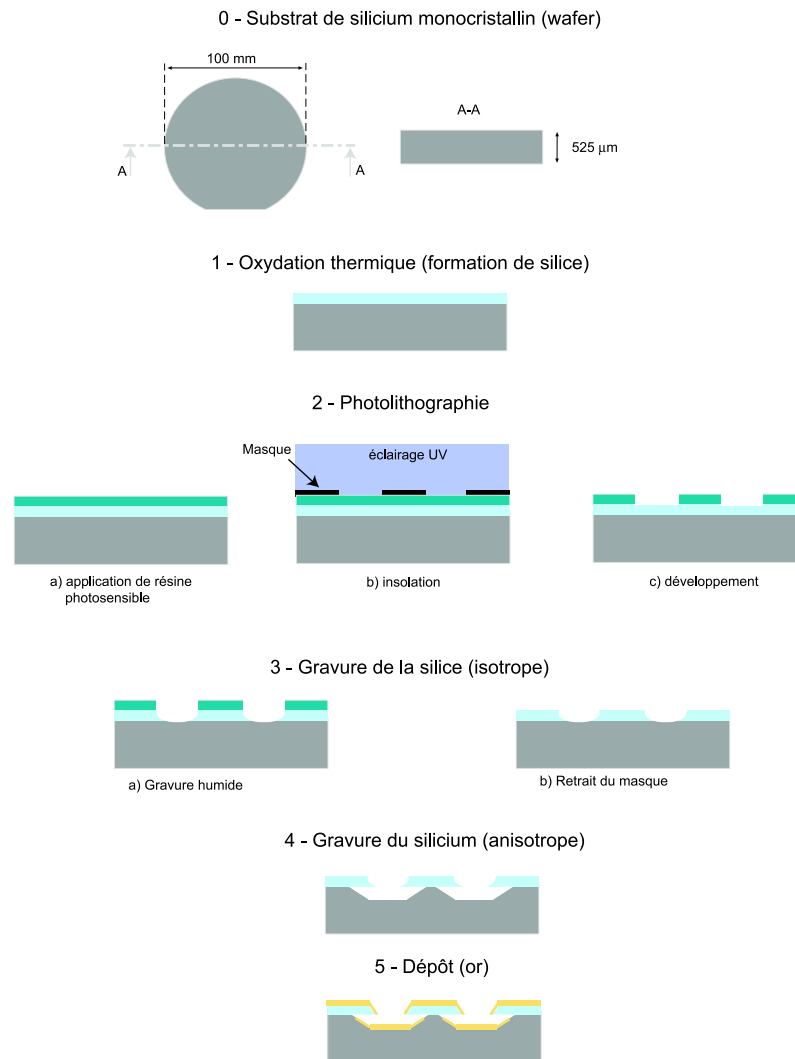 0 - Substrat de silicium monocristallin (wafer)
100 mm
A-A
525 µm
A
A
1 - Oxydation thermique (formation de silice)
2 - Photolithographie
Masque
éclairage UV
a) application de résine
photosensible
b) insolation
c) développement
3 - Gravure de la silice (isotrope)
a) Gravure humide
b) Retrait du masque
4 - Gravure du silicium (anisotrope)
5 - Dépôt (or)